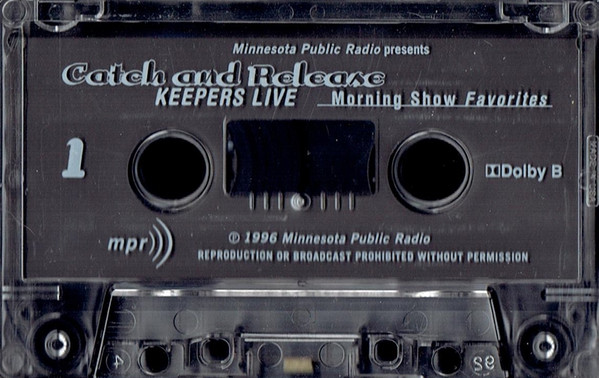 Minnesota Public Radio presents
Catch and Release
KEEPERS LIVE Morning Show Favorites
1
Dolby B
mpr
℗ 1996 Minnesota Public Radio
REPRODUCTION OR BROADCAST PROHIBITED WITHOUT PERMISSION